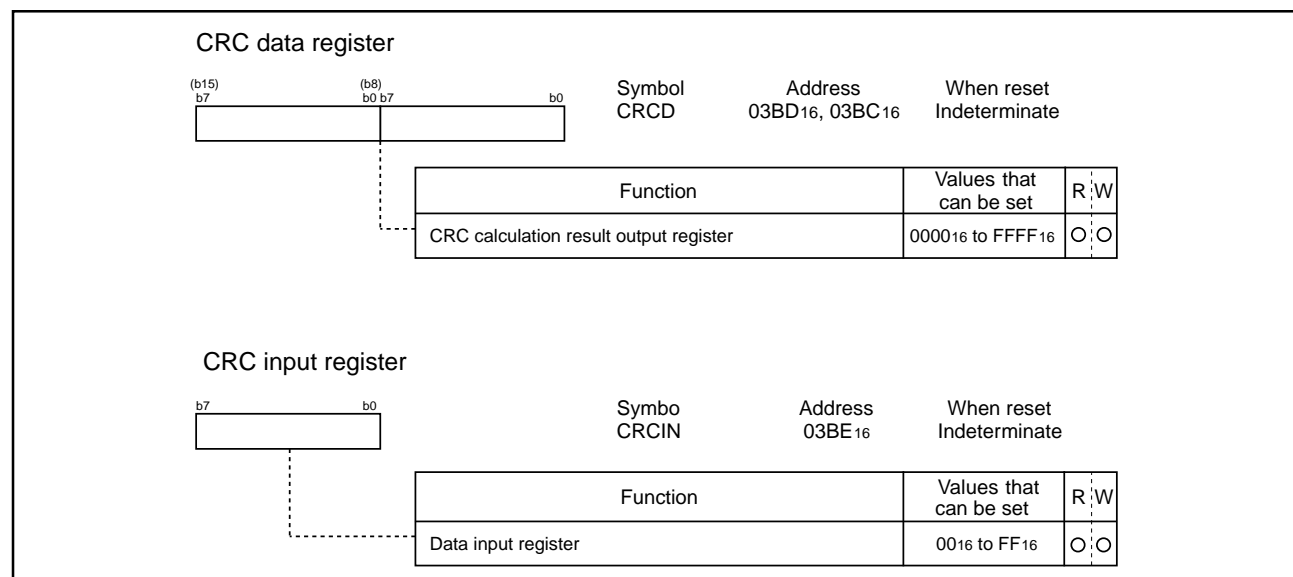 CRC data register
(b15) (b8)
b7 b0 b7 b0
Symbol Address When reset
CRCD 03BD16, 03BC16 Indeterminate
Function Values that can be set R W
CRC calculation result output register 000016 to FFFF16 O O
CRC input register
b7 b0
Symbo Address When reset
CRCIN 03BE16 Indeterminate
Function Values that can be set R W
Data input register 0016 to FF16 O O